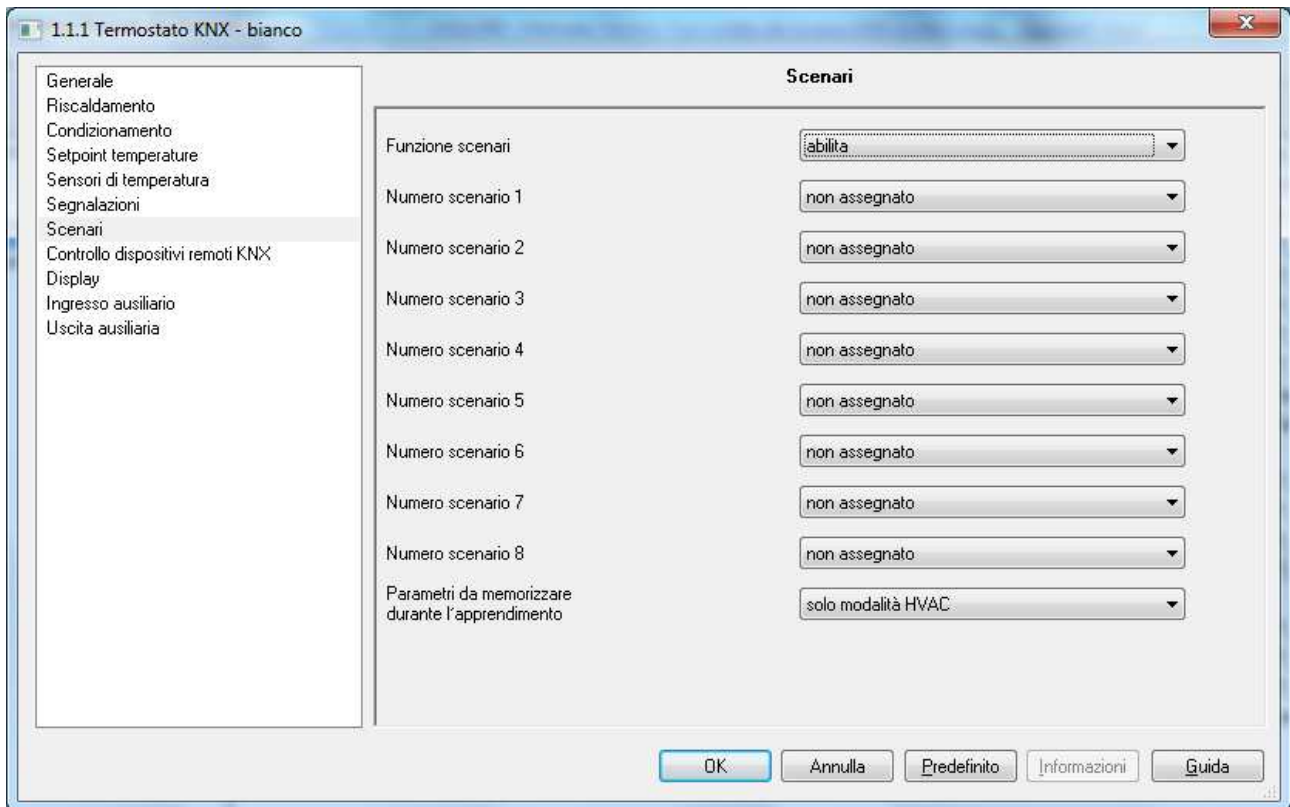 1.1.1 Termostato KNX - bianco
Generale
Riscaldamento
Condizionamento
Setpoint temperature
Sensori di temperatura
Segnalazioni
Scenari
Controllo dispositivi remoti KNX
Display
Ingresso ausiliario
Uscita ausiliaria
Scenari
Funzione scenari abilita
Numero scenario 1 non assegnato
Numero scenario 2 non assegnato
Numero scenario 3 non assegnato
Numero scenario 4 non assegnato
Numero scenario 5 non assegnato
Numero scenario 6 non assegnato
Numero scenario 7 non assegnato
Numero scenario 8 non assegnato
Parametri da memorizzare
durante l'apprendimento solo modalità HVAC
OK Annulla Predefinito Informazioni Guida